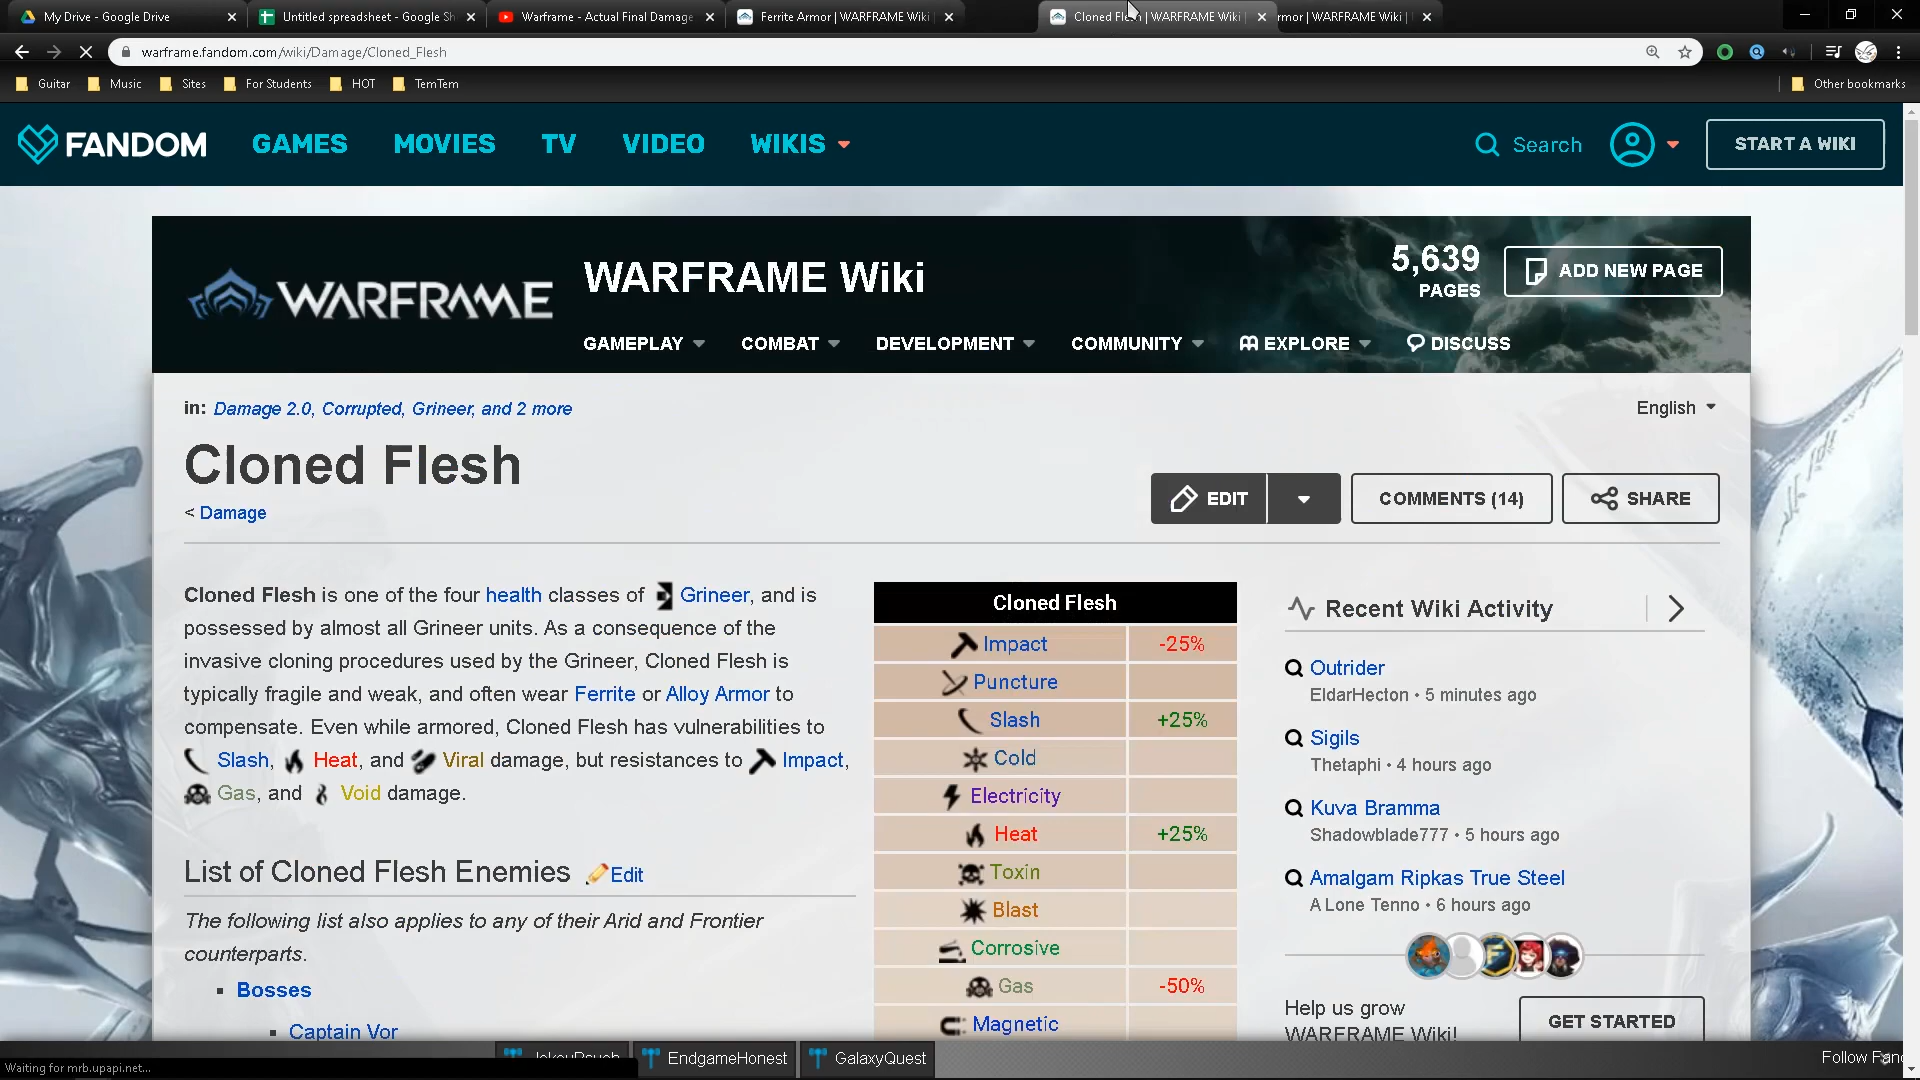 My Drive - Google Drive
Untitled spreadsheet - Google Sh
Warframe - Actual Final Damage
Ferrite Armor | WARFRAME Wiki
Cloned Fl | WARFRAME Wiki
rmor | WARFRAME Wiki |
warframe.fandom.com/wiki/Damage/Cloned_Flesh
Guitar
Music
Sites
For Students
HOT
TemTem
Other bookmarks
FANDOM
GAMES
MOVIES
TV
VIDEO
WIKIS
Search
START A WIKI
WARFRAME
WARFRAME Wiki
5,639
PAGES
ADD NEW PAGE
GAMEPLAY
COMBAT
DEVELOPMENT
COMMUNITY
EXPLORE
DISCUSS
in: Damage 2.0, Corrupted, Grineer, and 2 more
English
Cloned Flesh
< Damage
EDIT
COMMENTS (14)
SHARE
Cloned Flesh is one of the four health classes of Grineer, and is
possessed by almost all Grineer units. As a consequence of the
invasive cloning procedures used by the Grineer, Cloned Flesh is
typically fragile and weak, and often wear Ferrite or Alloy Armor to
compensate. Even while armored, Cloned Flesh has vulnerabilities to
Slash, Heat, and Viral damage, but resistances to Impact,
Gas, and Void damage.
List of Cloned Flesh Enemies Edit
The following list also applies to any of their Arid and Frontier
counterparts.
Bosses
Captain Vor
Cloned Flesh
Impact -25%
Puncture
Slash +25%
Cold
Electricity
Heat +25%
Toxin
Blast
Corrosive
Gas -50%
Magnetic
Recent Wiki Activity
Outrider
EldarHecton • 5 minutes ago
Sigils
Thetaphi • 4 hours ago
Kuva Bramma
Shadowblade777 • 5 hours ago
Amalgam Ripkas True Steel
A Lone Tenno • 6 hours ago
Help us grow
WARFRAME Wiki!
GET STARTED
Waiting for mrb.upapi.net...
EndgameHonest
GalaxyQuest
Follow